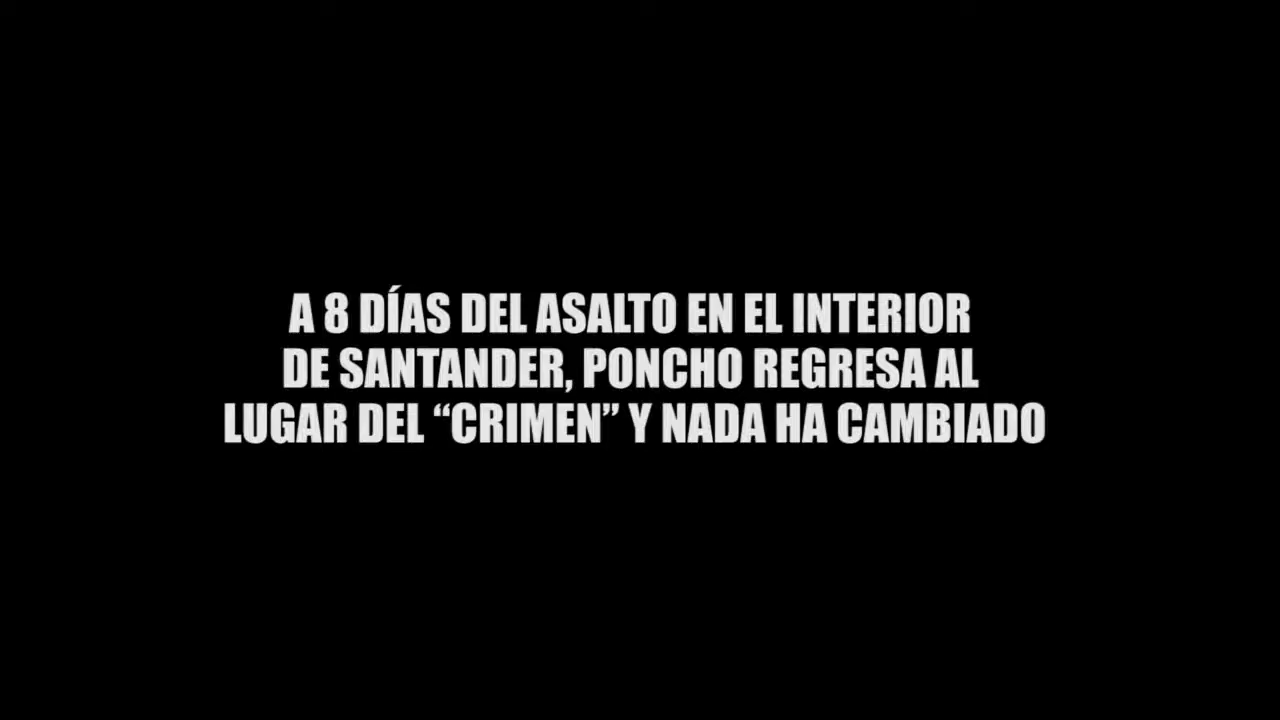 A 8 DÍAS DEL ASALTO EN EL INTERIOR
DE SANTANDER, PONCHO REGRESA AL
LUGAR DEL “CRIMEN” Y NADA HA CAMBIADO